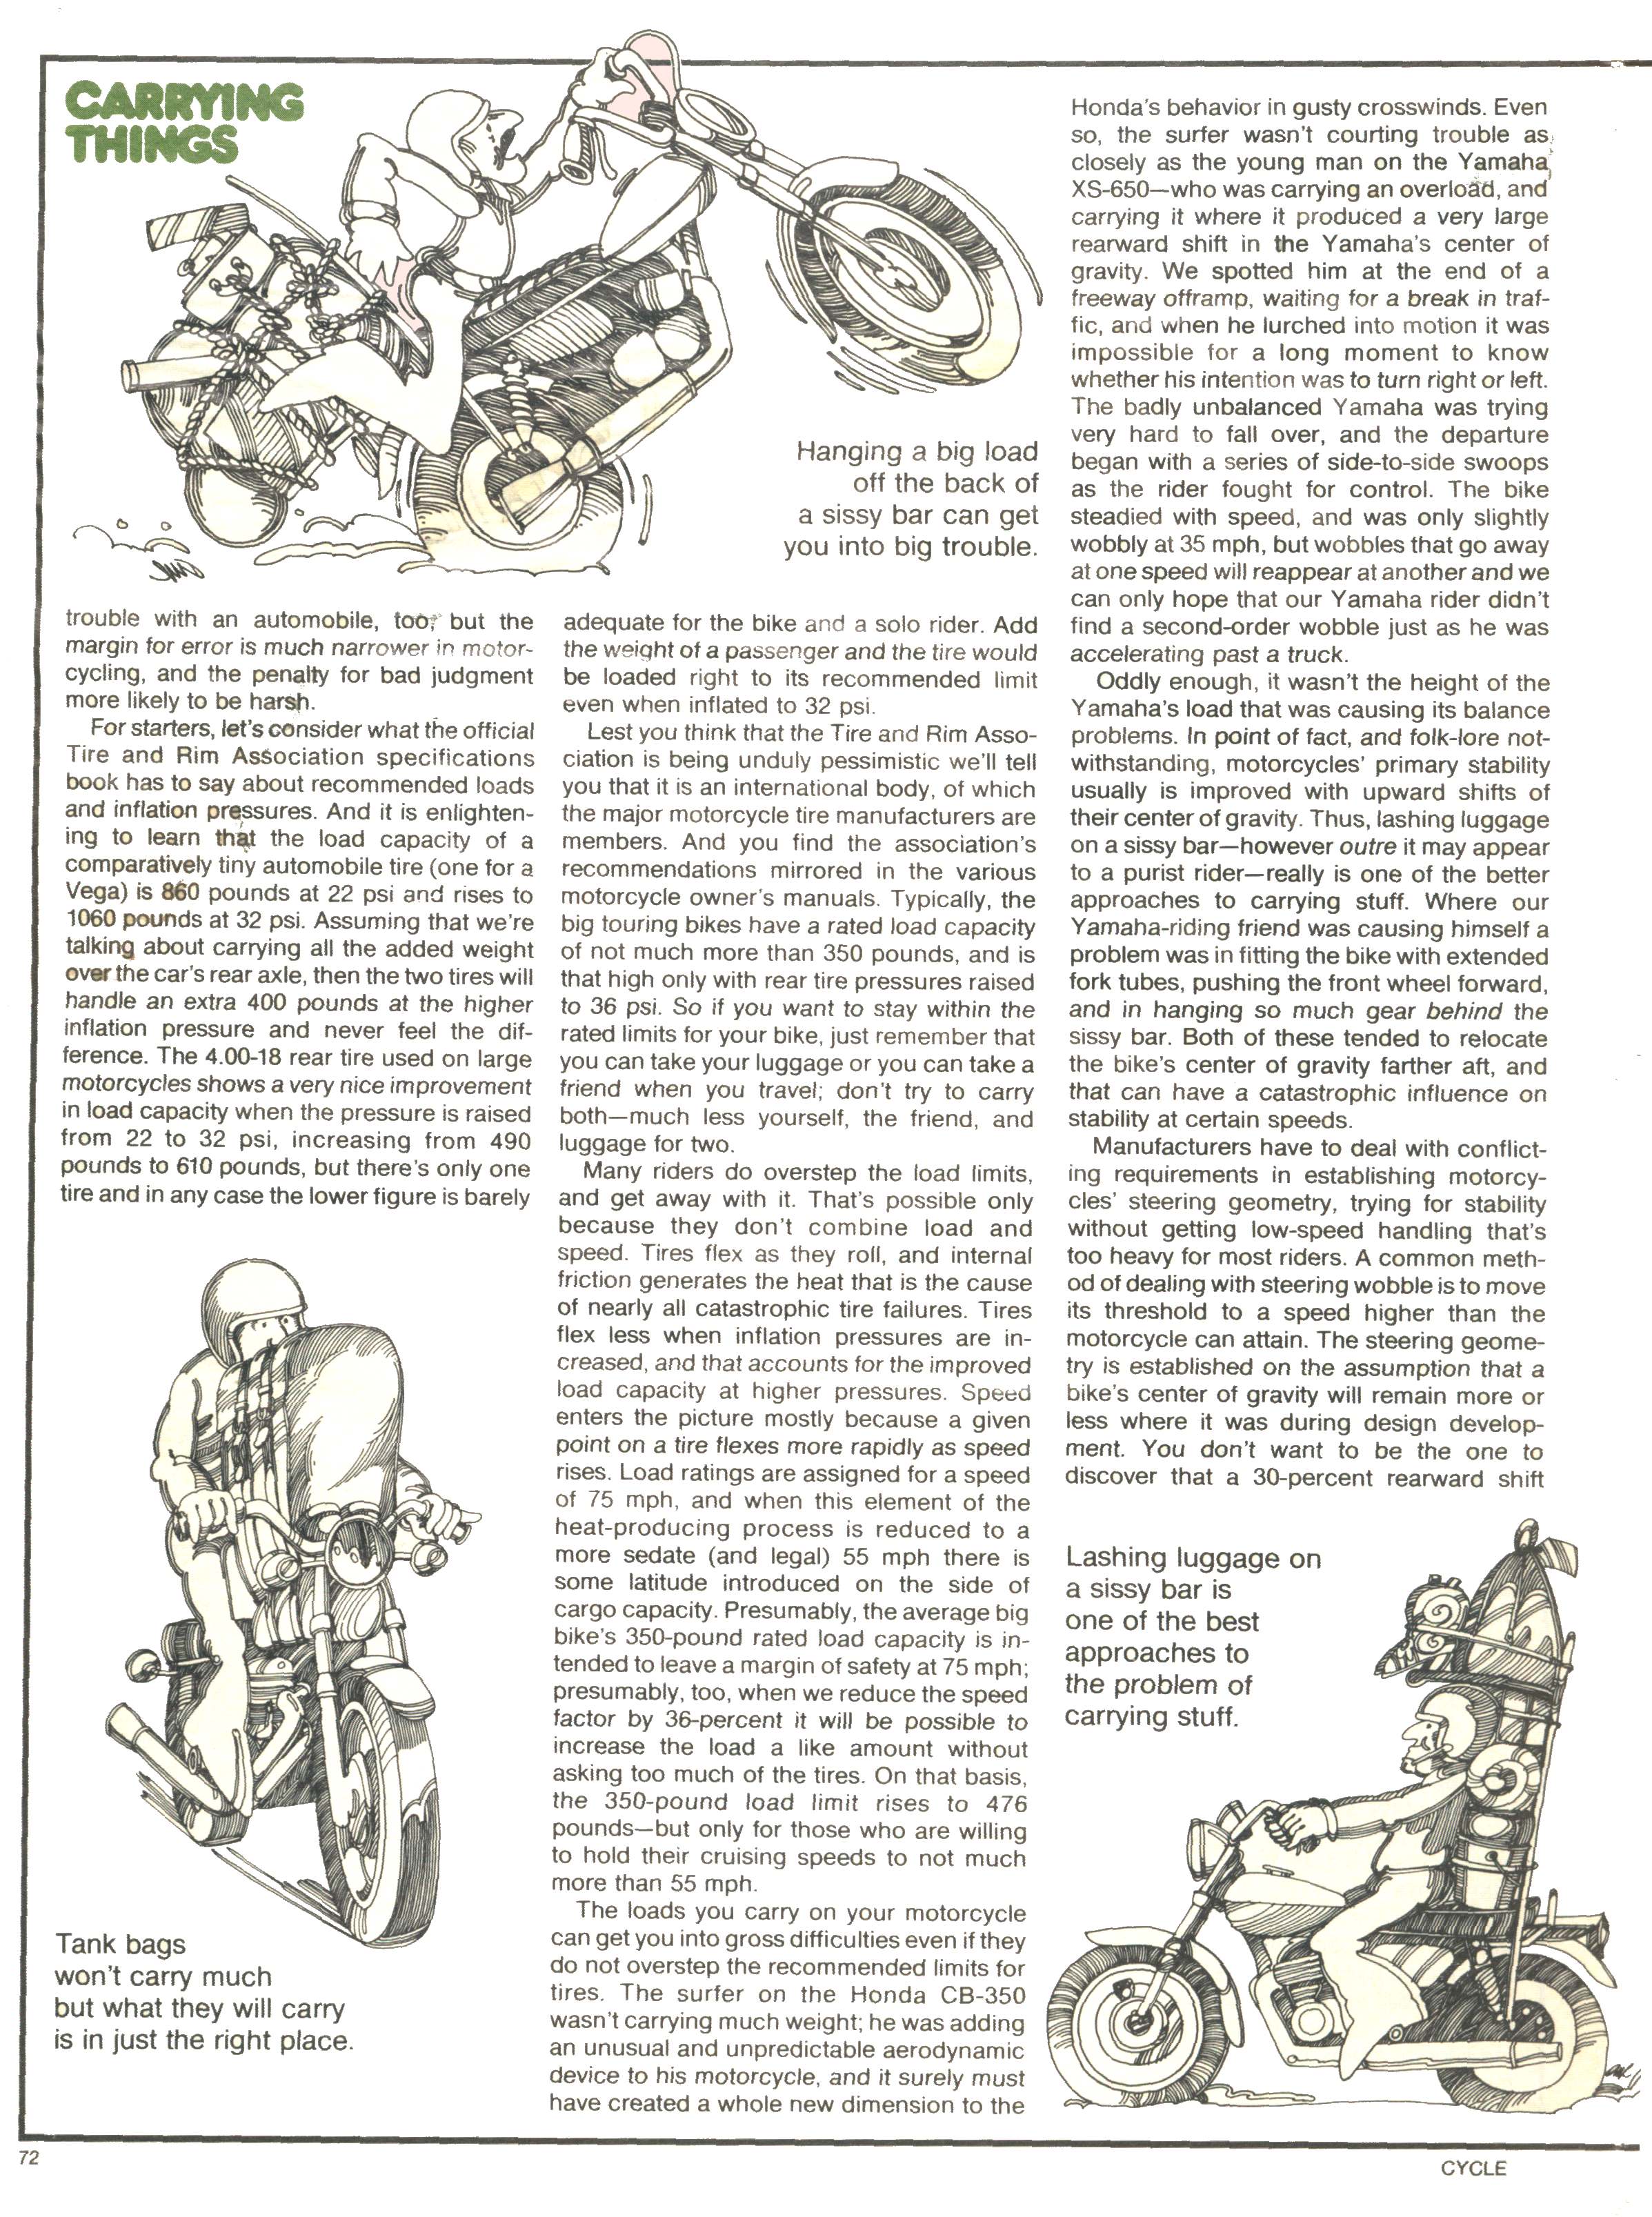 CARRYING
THINGS
Hanging a big load
off the back of
a sissy bar can get
you into big trouble.
trouble with an automobile, too, but the
margin for error is much narrower in motor-
cycling, and the penalty for bad judgment
more likely to be harsh.
For starters, let's consider what the official
Tire and Rim Association specifications
book has to say about recommended loads
and inflation pressures. And it is enlighten-
ing to learn that the load capacity of a
comparatively tiny automobile tire (one for a
Vega) is 860 pounds at 22 psi and rises to
1060 pounds at 32 psi. Assuming that we're
talking about carrying all the added weight
over the car's rear axle, then the two tires will
handle an extra 400 pounds at the higher
inflation pressure and never feel the dif-
ference. The 4.00-18 rear tire used on large
motorcycles shows a very nice improvement
in load capacity when the pressure is raised
from 22 to 32 psi, increasing from 490
pounds to 610 pounds, but there's only one
tire and in any case the lower figure is barely
Tank bags
won't carry much
but what they will carry
is in just the right place.
adequate for the bike and a solo rider. Add
the weight of a passenger and the tire would
be loaded right to its recommended limit
even when inflated to 32 psi.
Lest you think that the Tire and Rim Asso-
ciation is being unduly pessimistic we'll tell
you that it is an international body, of which
the major motorcycle tire manufacturers are
members. And you find the association's
recommendations mirrored in the various
motorcycle owner's manuals. Typically, the
big touring bikes have a rated load capacity
of not much more than 350 pounds, and is
that high only with rear tire pressures raised
to 36 psi. So if you want to stay within the
rated limits for your bike, just remember that
you can take your luggage or you can take a
friend when you travel; don't try to carry
both—much less yourself, the friend, and
luggage for two.
Many riders do overstep the load limits,
and get away with it. That's possible only
because they don't combine load and
speed. Tires flex as they roll, and internal
friction generates the heat that is the cause
of nearly all catastrophic tire failures. Tires
flex less when inflation pressures are in-
creased, and that accounts for the improved
load capacity at higher pressures. Speed
enters the picture mostly because a given
point on a tire flexes more rapidly as speed
rises. Load ratings are assigned for a speed
of 75 mph, and when this element of the
heat-producing process is reduced to a
more sedate (and legal) 55 mph there is
some latitude introduced on the side of
cargo capacity. Presumably, the average big
bike's 350-pound rated load capacity is in-
tended to leave a margin of safety at 75 mph;
presumably, too, when we reduce the speed
factor by 36-percent it will be possible to
increase the load a like amount without
asking too much of the tires. On that basis,
the 350-pound load limit rises to 476
pounds—but only for those who are willing
to hold their cruising speeds to not much
more than 55 mph.
The loads you carry on your motorcycle
can get you into gross difficulties even if they
do not overstep the recommended limits for
tires. The surfer on the Honda CB-350
wasn't carrying much weight; he was adding
an unusual and unpredictable aerodynamic
device to his motorcycle, and it surely must
have created a whole new dimension to the
Honda's behavior in gusty crosswinds. Even
so, the surfer wasn't courting trouble as
closely as the young man on the Yamaha
XS-650—who was carrying an overload, and
carrying it where it produced a very large
rearward shift in the Yamaha's center of
gravity. We spotted him at the end of a
freeway offramp, waiting for a break in traf-
fic, and when he lurched into motion it was
impossible for a long moment to know
whether his intention was to turn right or left.
The badly unbalanced Yamaha was trying
very hard to fall over, and the departure
began with a series of side-to-side swoops
as the rider fought for control. The bike
steadied with speed, and was only slightly
wobbly at 35 mph, but wobbles that go away
at one speed will reappear at another and we
can only hope that our Yamaha rider didn't
find a second-order wobble just as he was
accelerating past a truck.
Oddly enough, it wasn't the height of the
Yamaha's load that was causing its balance
problems. In point of fact, and folk-lore not-
withstanding, motorcycles' primary stability
usually is improved with upward shifts of
their center of gravity. Thus, lashing luggage
on a sissy bar—however outre it may appear
to a purist rider—really is one of the better
approaches to carrying stuff. Where our
Yamaha-riding friend was causing himself a
problem was in fitting the bike with extended
fork tubes, pushing the front wheel forward,
and in hanging so much gear behind the
sissy bar. Both of these tended to relocate
the bike's center of gravity farther aft, and
that can have a catastrophic influence on
stability at certain speeds.
Manufacturers have to deal with conflict-
ing requirements in establishing motorcy-
cles' steering geometry, trying for stability
without getting low-speed handling that's
too heavy for most riders. A common meth-
od of dealing with steering wobble is to move
its threshold to a speed higher than the
motorcycle can attain. The steering geome-
try is established on the assumption that a
bike's center of gravity will remain more or
less where it was during design develop-
ment. You don't want to be the one to
discover that a 30-percent rearward shift
Lashing luggage on
a sissy bar is
one of the best
approaches to
the problem of
carrying stuff.
72
CYCLE